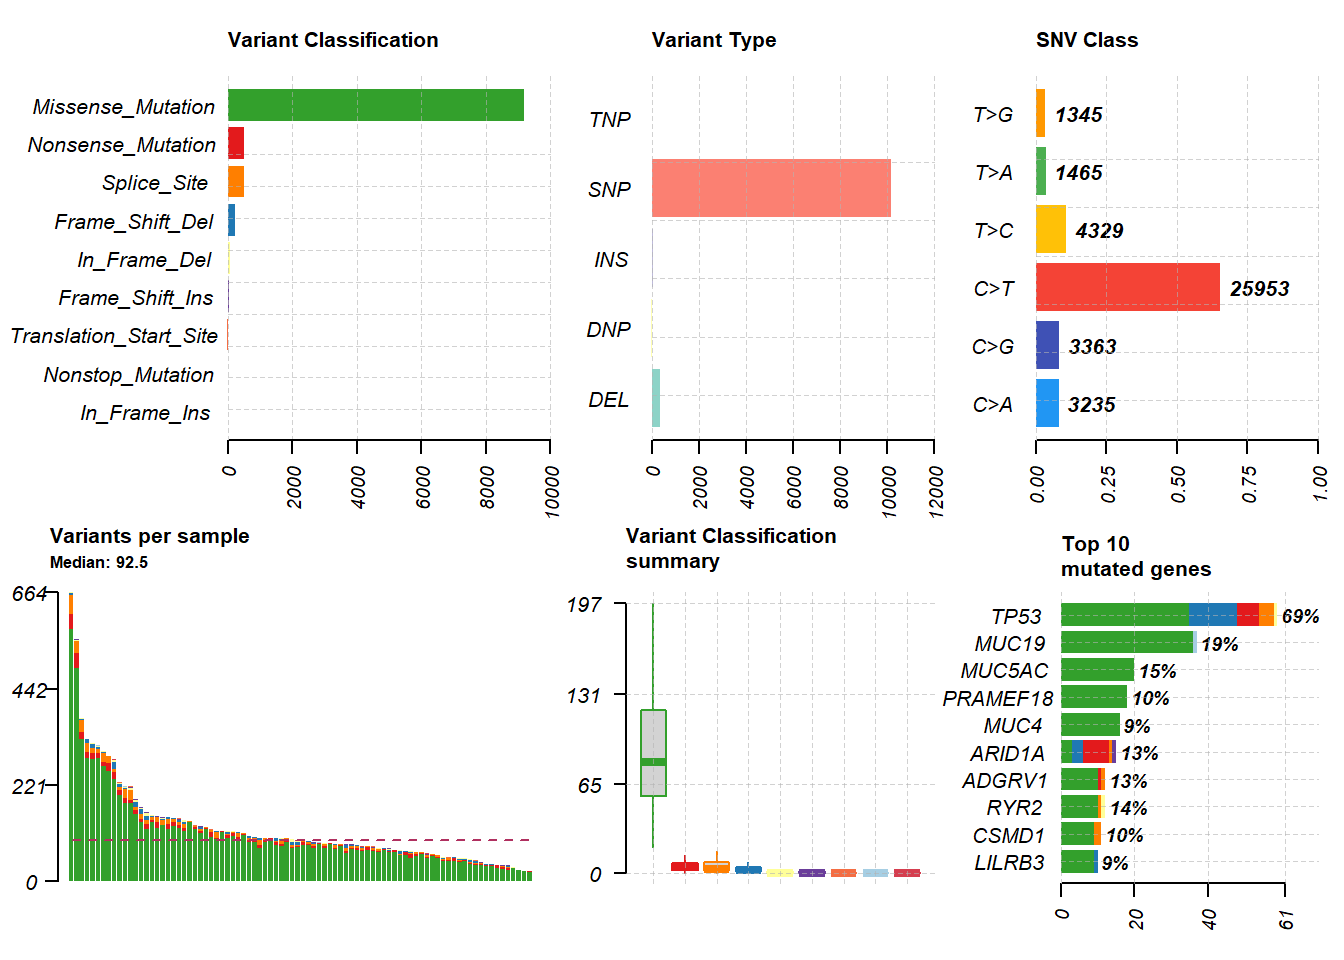 Variant Classification
Missense_Mutation
Nonsense_Mutation
Splice_Site
Frame_Shift_Del
In_Frame_Del
Frame_Shift_Ins
Translation_Start_Site
Nonstop_Mutation
In_Frame_Ins
0 2000 4000 6000 8000 10000
Variant Type
TNP
SNP
INS
DNP
DEL
0 2000 4000 6000 8000 10000 12000
SNV Class
T>G 1345
T>A 1465
T>C 4329
C>T 25953
C>G 3363
C>A 3235
0.00 0.25 0.50 0.75 1.00
Variants per sample
Median: 92.5
664
442
221
0
Variant Classification
summary
197
131
65
0
Top 10
mutated genes
TP53 69%
MUC19 19%
MUC5AC 15%
PRAMEF18 10%
MUC4 9%
ARID1A 13%
ADGRV1 13%
RYR2 14%
CSMD1 10%
LILRB3 9%
0 20 40 61